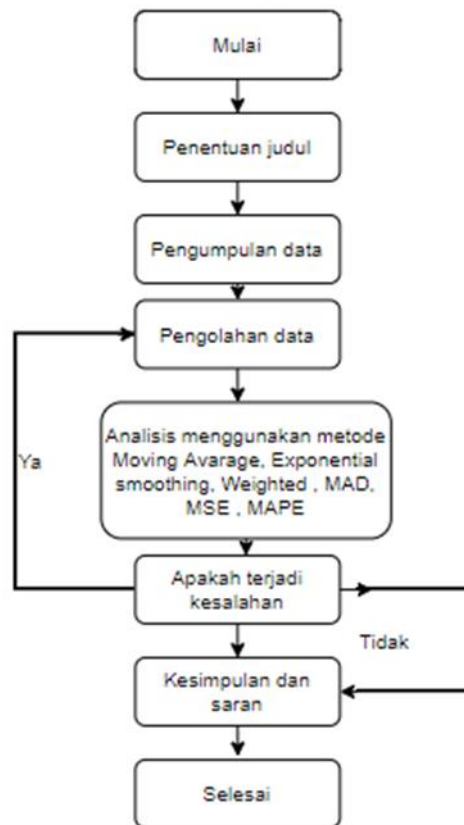 Mulai
Penentuan judul
Pengumpulan data
Pengolahan data
Analisis menggunakan metode
Moving Avarage, Exponential
smoothing, Weighted , MAD,
MSE , MAPE
Ya
Apakah terjadi
kesalahan
Tidak
Kesimpulan dan
saran
Selesai